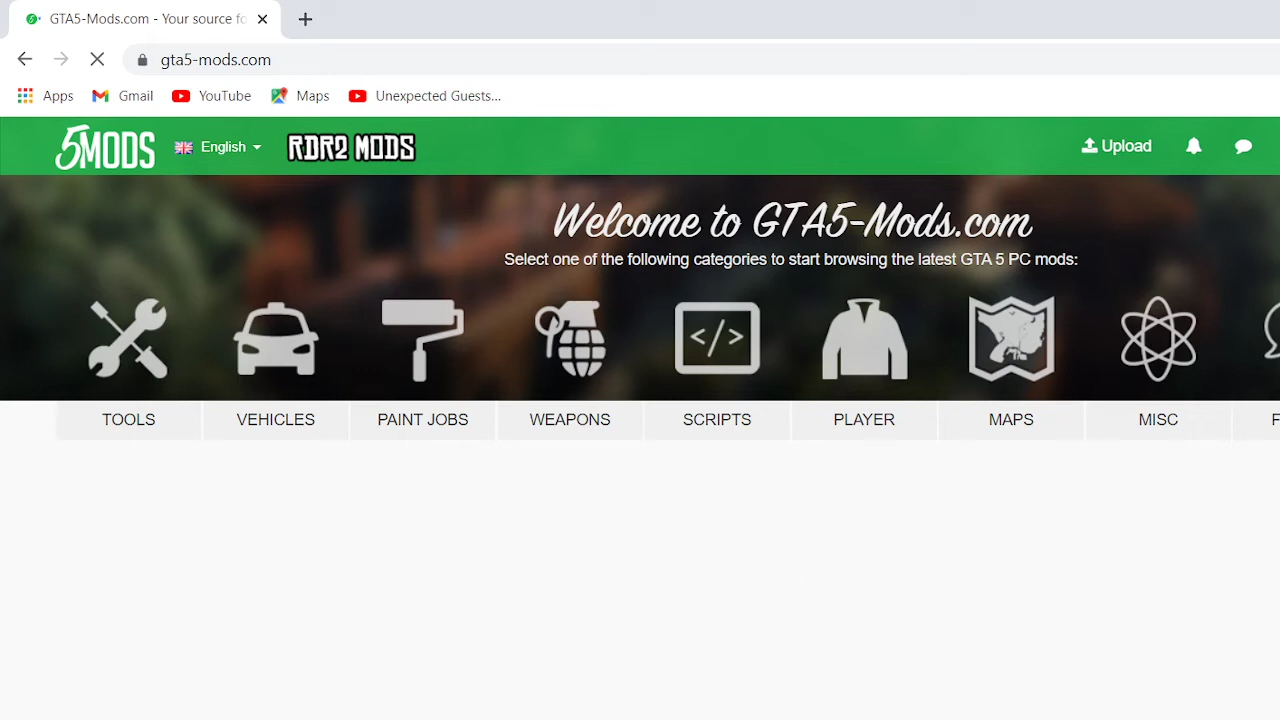 GTA5-Mods.com - Your source fo
gta5-mods.com
Apps Gmail YouTube Maps Unexpected Guests...
5MODS English RDR2 MODS Upload
Welcome to GTA5-Mods.com
Select one of the following categories to start browsing the latest GTA 5 PC mods:
</>
TOOLS VEHICLES PAINT JOBS WEAPONS SCRIPTS PLAYER MAPS MISC F